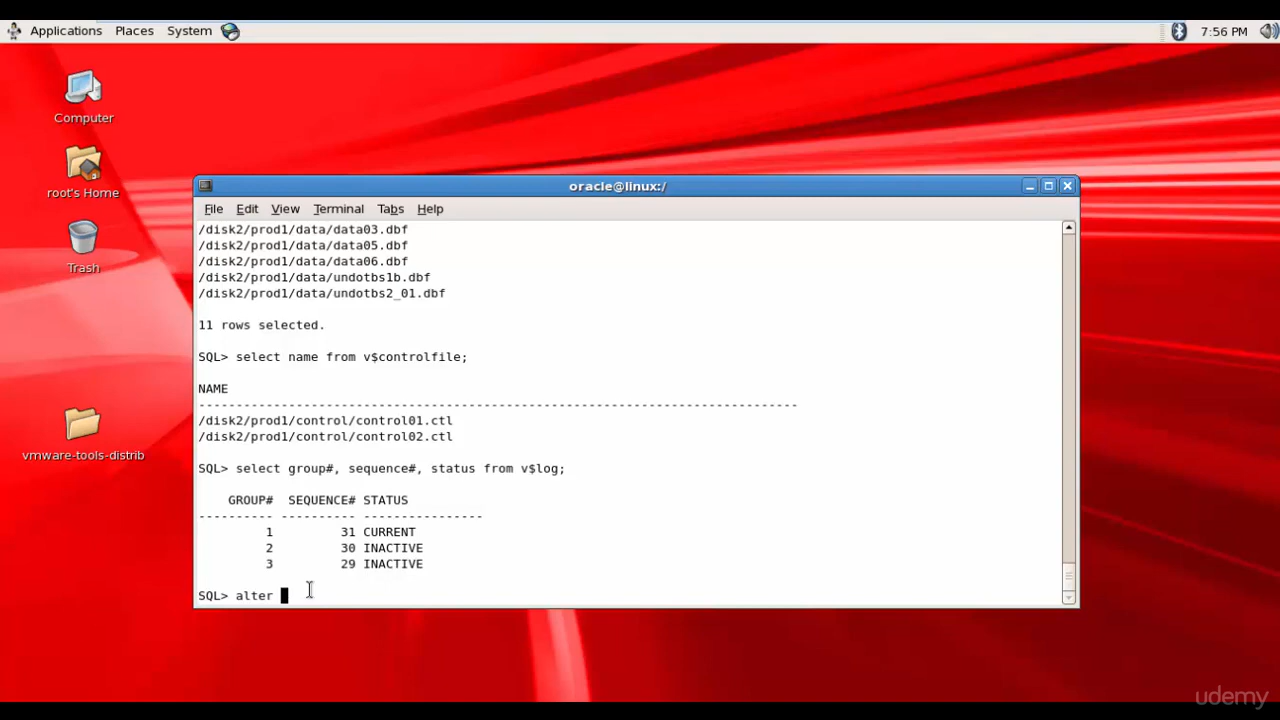 Applications Places System 7:56 PM
Computer
root's Home
Trash
vmware-tools-distrib
oracle@linux:/
File Edit View Terminal Tabs Help
/disk2/prod1/data/data03.dbf
/disk2/prod1/data/data05.dbf
/disk2/prod1/data/data06.dbf
/disk2/prod1/data/undotbs1b.dbf
/disk2/prod1/data/undotbs2_01.dbf
11 rows selected.
SQL> select name from v$controlfile;
NAME
--------------------------------------------------------------------------------
/disk2/prod1/control/control01.ctl
/disk2/prod1/control/control02.ctl
SQL> select group#, sequence#, status from v$log;
GROUP# SEQUENCE# STATUS
---------- ---------- ----------------
1 31 CURRENT
2 30 INACTIVE
3 29 INACTIVE
SQL> alter
udemy